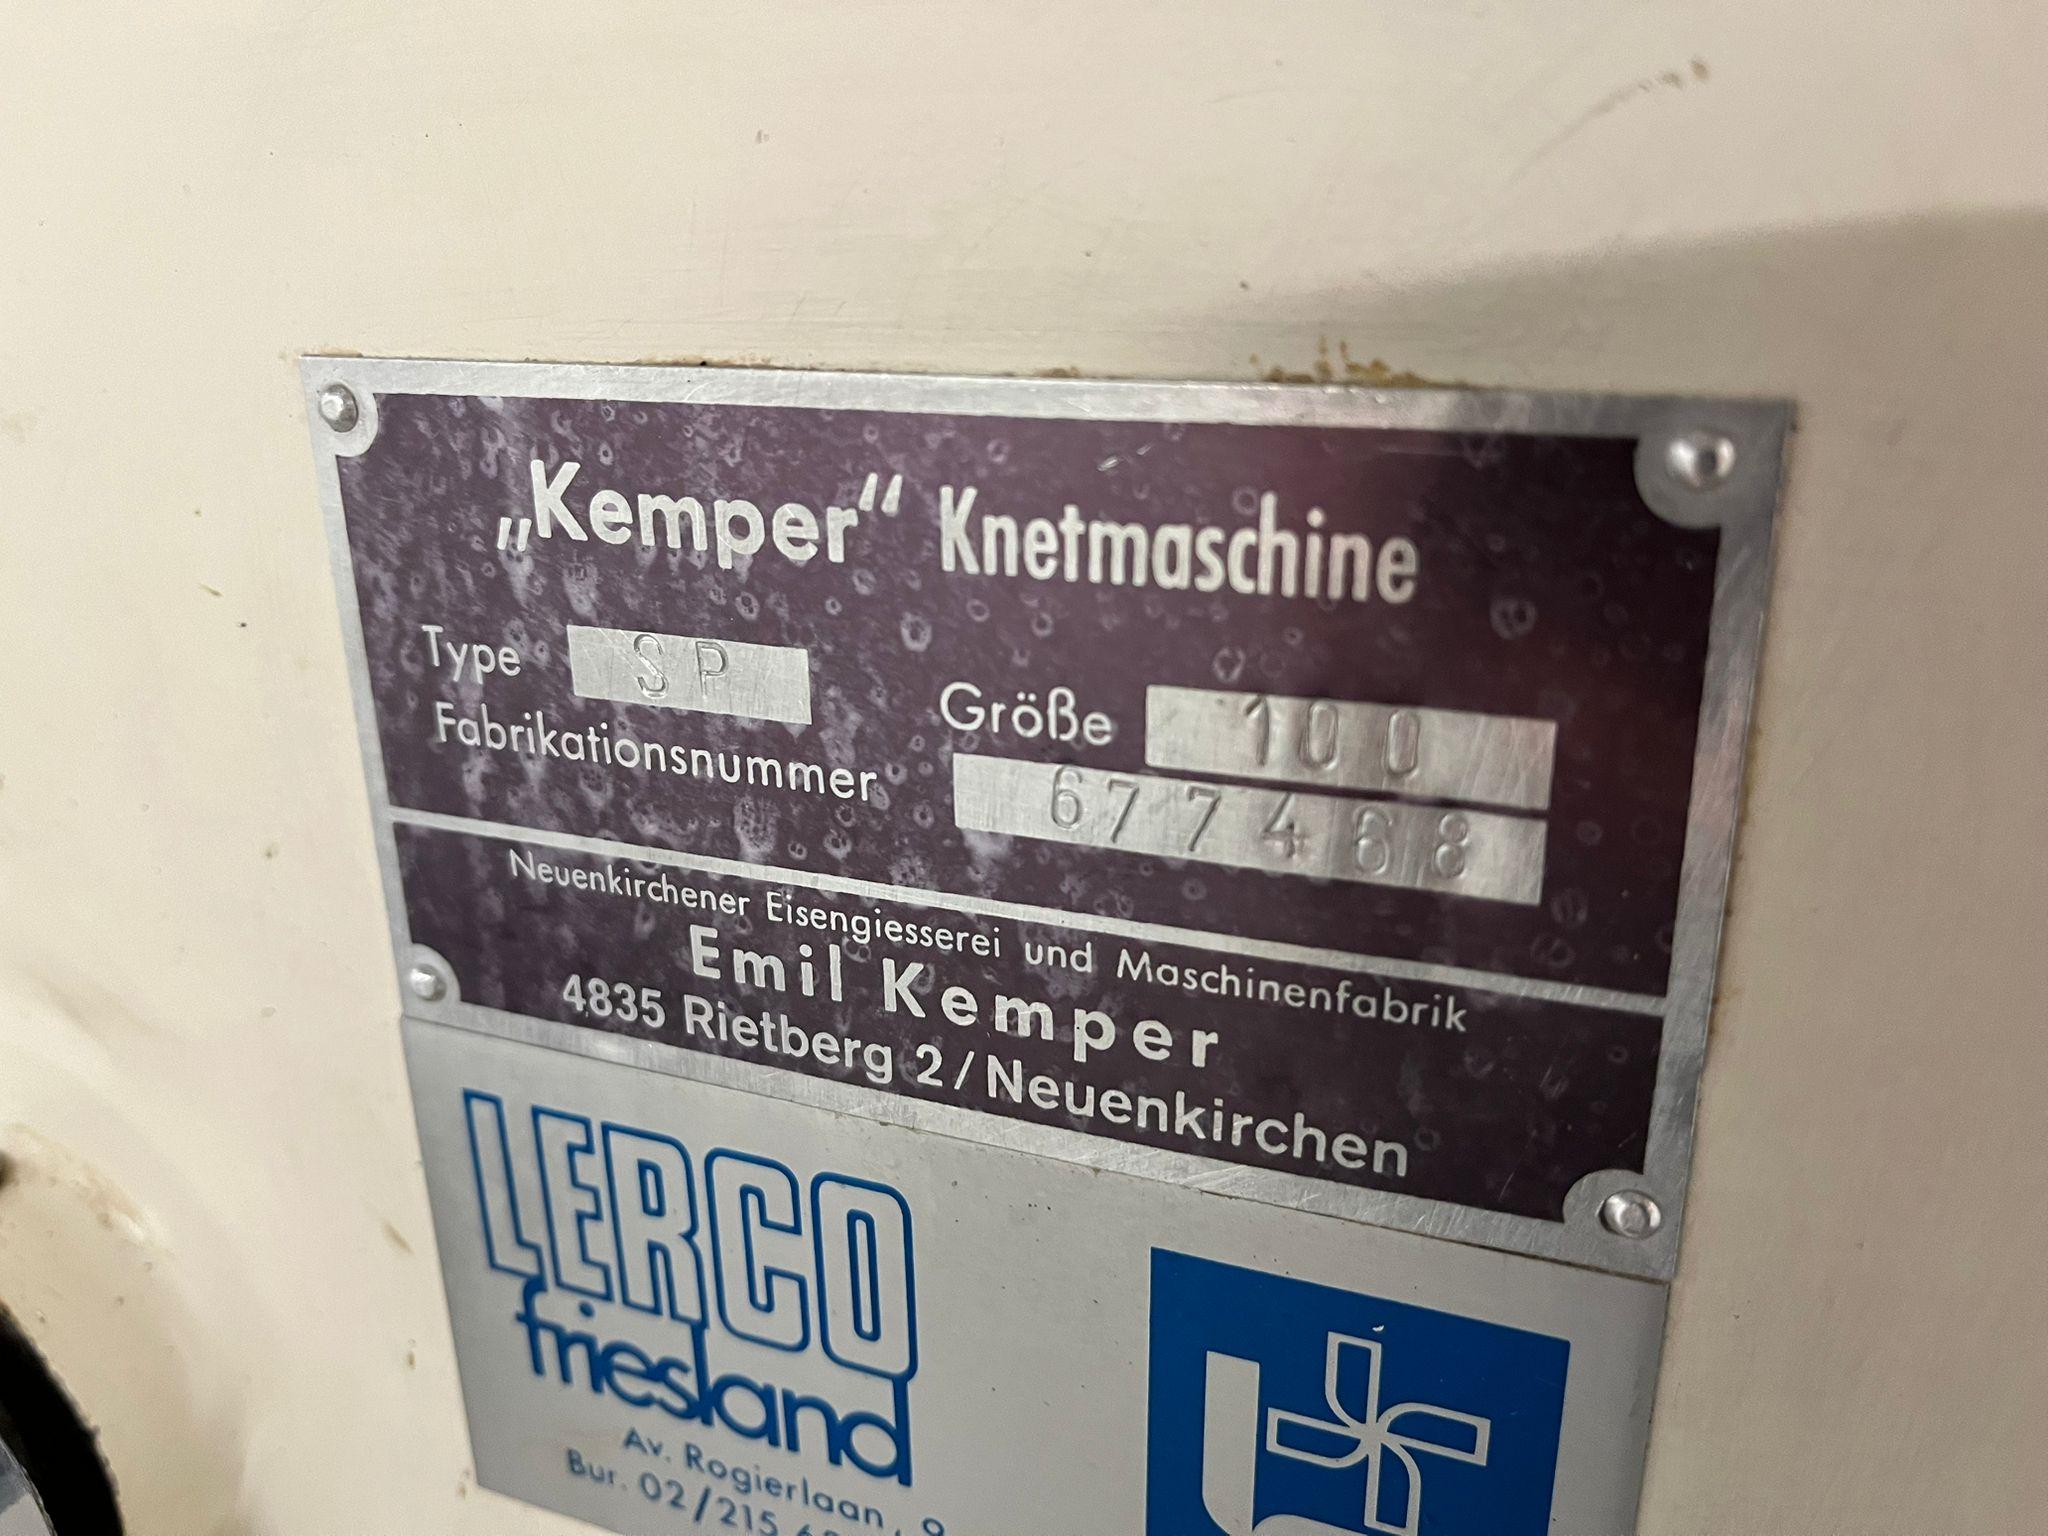 „Kemper“ Knetmaschine
Type SP Größe 100
Fabrikationsnummer 677468
Neuenkirchener Eisengiesserei und Maschinenfabrik
Emil Kemper
4835 Rietberg 2/Neuenkirchen
LERCO
friesland
Av. Rogierlaan, 9
Bur. 02/215